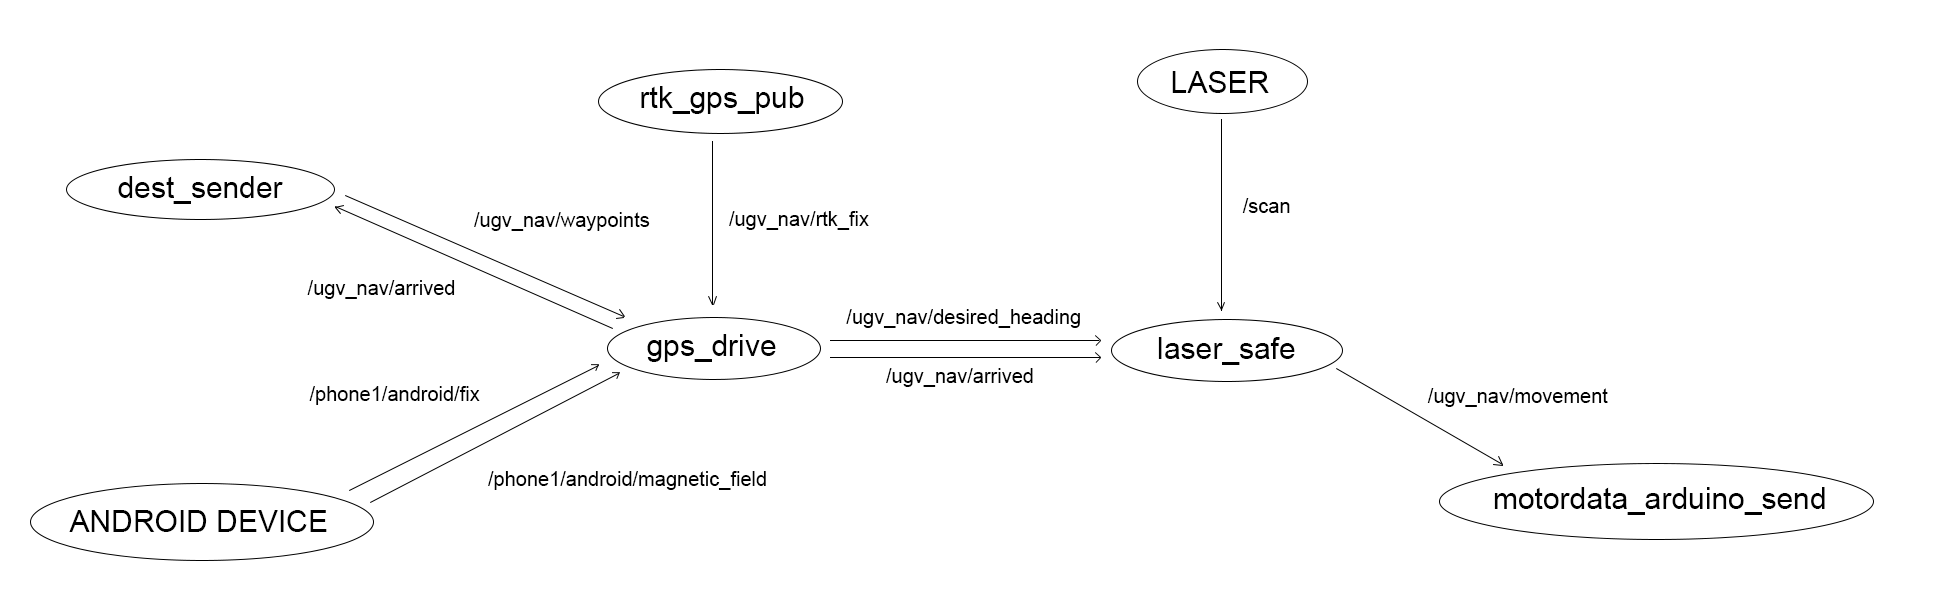 LASER
rtk_gps_pub
dest_sender
/ugv_nav/waypoints
/ugv_nav/rtk_fix
/scan
/ugv_nav/arrived
/ugv_nav/desired_heading
gps_drive
laser_safe
/ugv_nav/arrived
/phone1/android/fix
/ugv_nav/movement
/phone1/android/magnetic_field
motordata_arduino_send
ANDROID DEVICE